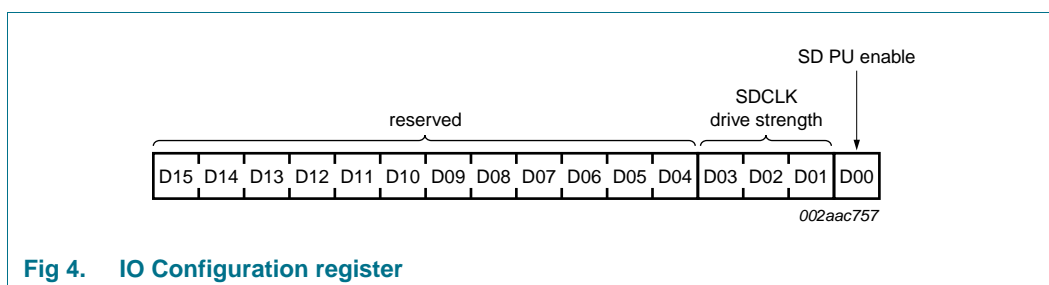 SD PU enable
SDCLK
drive strength
reserved
D15 D14 D13 D12 D11 D10 D09 D08 D07 D06 D05 D04 D03 D02 D01 D00
002aac757
Fig 4. IO Configuration register